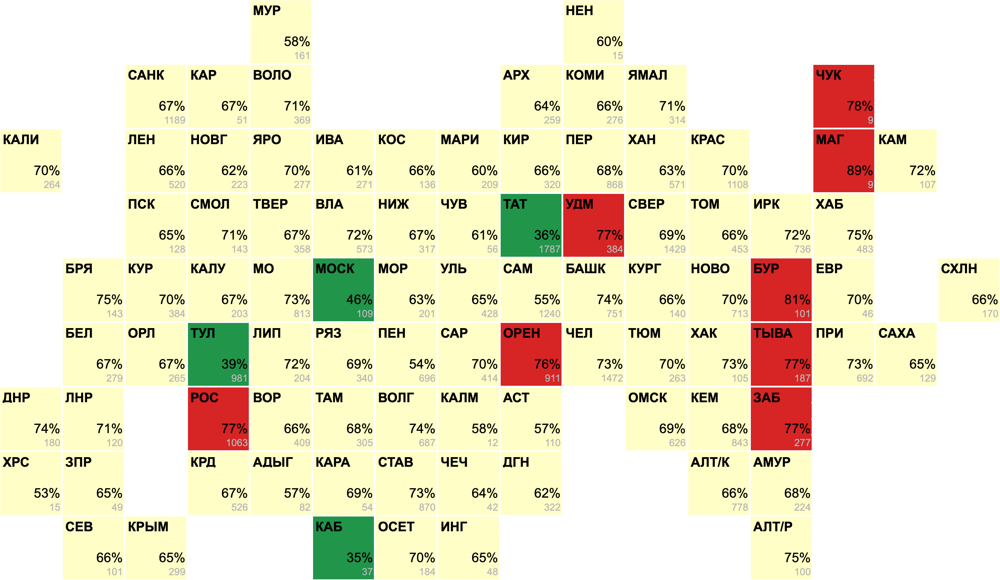 МУР НЕН
58% 60%
161 15
САНК КАР ВОЛО АРХ КОМИ ЯМАЛ ЧУК
67% 67% 71% 64% 66% 71% 78%
1189 51 369 259 276 314 9
КАЛИ ЛЕН НОВГ ЯРО ИВА КОС МАРИ КИР ПЕР ХАН КРАС МАГ КАМ
70% 66% 62% 70% 61% 66% 60% 66% 68% 63% 70% 89% 72%
264 520 223 277 271 136 209 320 868 571 1108 9 107
ПСК СМОЛ ТВЕР ВЛА НИЖ ЧУВ ТАТ УДМ СВЕР ТОМ ИРК ХАБ
65% 71% 67% 72% 67% 61% 36% 77% 69% 66% 72% 75%
128 143 358 573 317 56 1787 384 1429 453 736 483
БРЯ КУР КАЛУ МО МОСК МОР УЛЬ САМ БАШК КУРГ НОВО БУР ЕВР СХЛН
75% 70% 67% 73% 46% 63% 65% 55% 74% 66% 70% 81% 70% 66%
143 384 203 813 109 201 428 1240 751 140 713 101 46 170
БЕЛ ОРЛ ТУЛ ЛИП РЯЗ ПЕН САР ОРЕН ЧЕЛ ТЮМ ХАК ТЫВА ПРИ САХА
67% 67% 39% 72% 69% 54% 70% 76% 73% 70% 73% 77% 73% 65%
279 265 981 204 340 696 414 911 1472 263 105 187 692 129
ДНР ЛНР РОС ВОР ТАМ ВОЛГ КАЛМ АСТ ОМСК КЕМ ЗАБ
74% 71% 77% 66% 68% 74% 58% 57% 69% 68% 77%
180 120 1063 409 305 687 12 110 626 843 277
ХРС ЗПР КРД АДЫГ КАРА СТАВ ЧЕЧ ДГН АЛТ/К АМУР
53% 65% 67% 57% 69% 73% 64% 62% 66% 68%
15 49 526 82 54 870 42 322 778 224
СЕВ КРЫМ КАБ ОСЕТ ИНГ АЛТ/Р
66% 65% 35% 70% 65% 75%
101 299 37 184 48 100